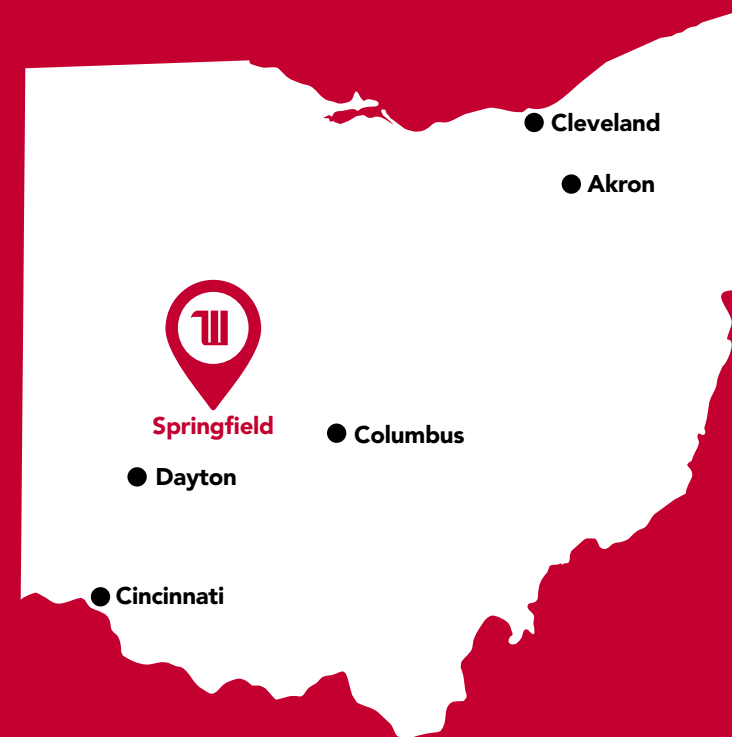 Cleveland
Akron
Springfield
Columbus
Dayton
Cincinnati